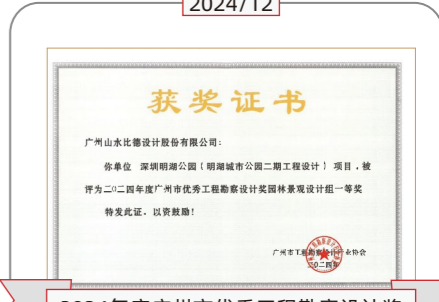 2024/12
获奖证书
广州山水比德设计股份有限公司：
你单位 深圳明湖公园（明湖城市公园二期工程设计） 项目，被
评为二〇二四年度广州市优秀工程勘察设计奖园林景观设计组一等奖
特发此证，以资鼓励！
广州市工程勘察设计行业协会
二〇二四年
2024年度广州市优秀工程勘察设计奖